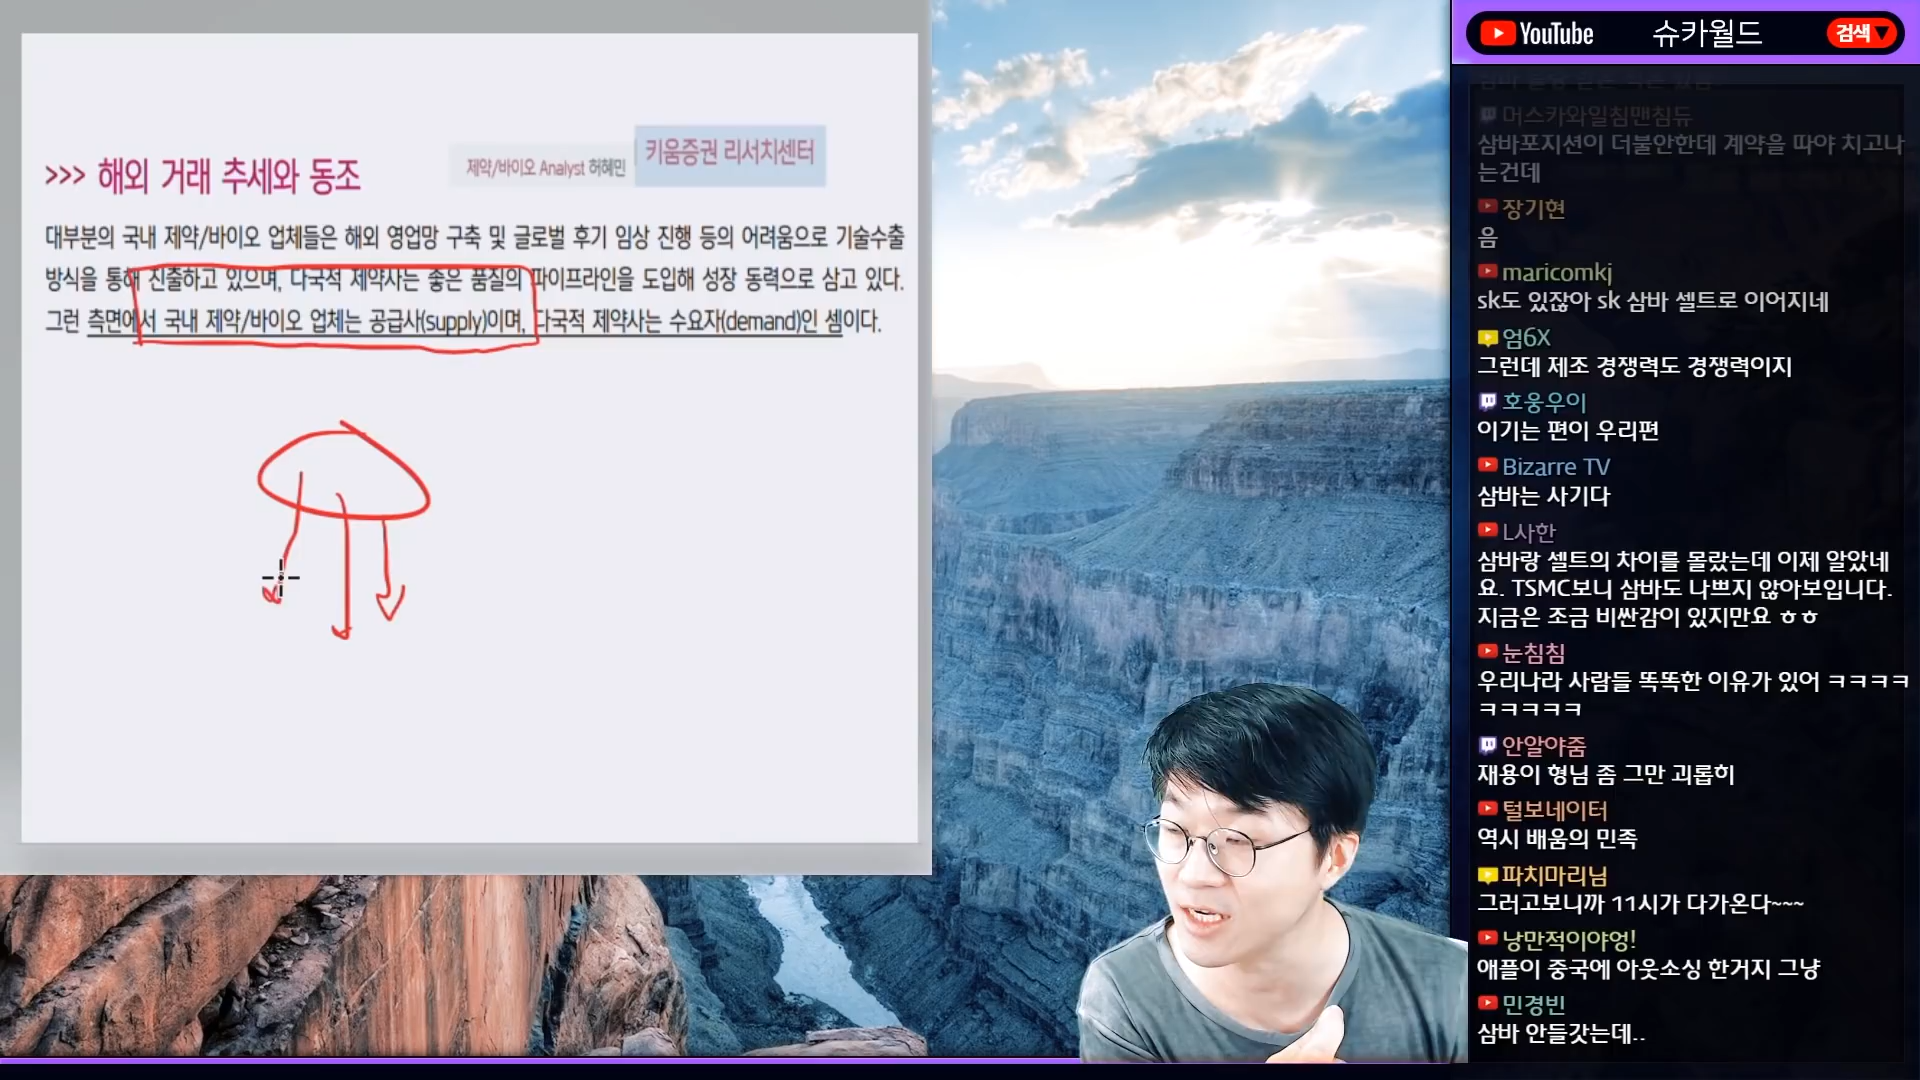 >>> 해외 거래 추세와 동조
제약/바이오 Analyst 허혜민
키움증권 리서치센터
대부분의 국내 제약/바이오 업체들은 해외 영업망 구축 및 글로벌 후기 임상 진행 등의 어려움으로 기술수출
방식을 통해 진출하고 있으며, 다국적 제약사는 좋은 품질의 파이프라인을 도입해 성장 동력으로 삼고 있다.
그런 측면에서 국내 제약/바이오 업체는 공급사(supply)이며, 다국적 제약사는 수요자(demand)인 셈이다.
YouTube
슈카월드
검색▼
머스카와일침맨침듀
삼바포지션이 더불안한데 계약을 따야 치고나
는건데
장기현
음
maricomkj
sk도 있잖아 sk 삼바 셀트로 이어지네
엄6X
그런데 제조 경쟁력도 경쟁력이지
호웅우이
이기는 편이 우리편
Bizarre TV
삼바는 사기다
L사한
삼바랑 셀트의 차이를 몰랐는데 이제 알았네
요. TSMC보니 삼바도 나쁘지 않아보입니다.
지금은 조금 비싼감이 있지만요 ㅎㅎ
눈침침
우리나라 사람들 똑똑한 이유가 있어 ㅋㅋㅋㅋ
ㅋㅋㅋㅋㅋ
안알야줌
재용이 형님 좀 그만 괴롭히
털보네이터
역시 배움의 민족
파치마리님
그러고보니까 11시가 다가온다~~~
낭만적이야엉!
애플이 중국에 아웃소싱 한거지 그냥
민경빈
삼바 안들갓는데..